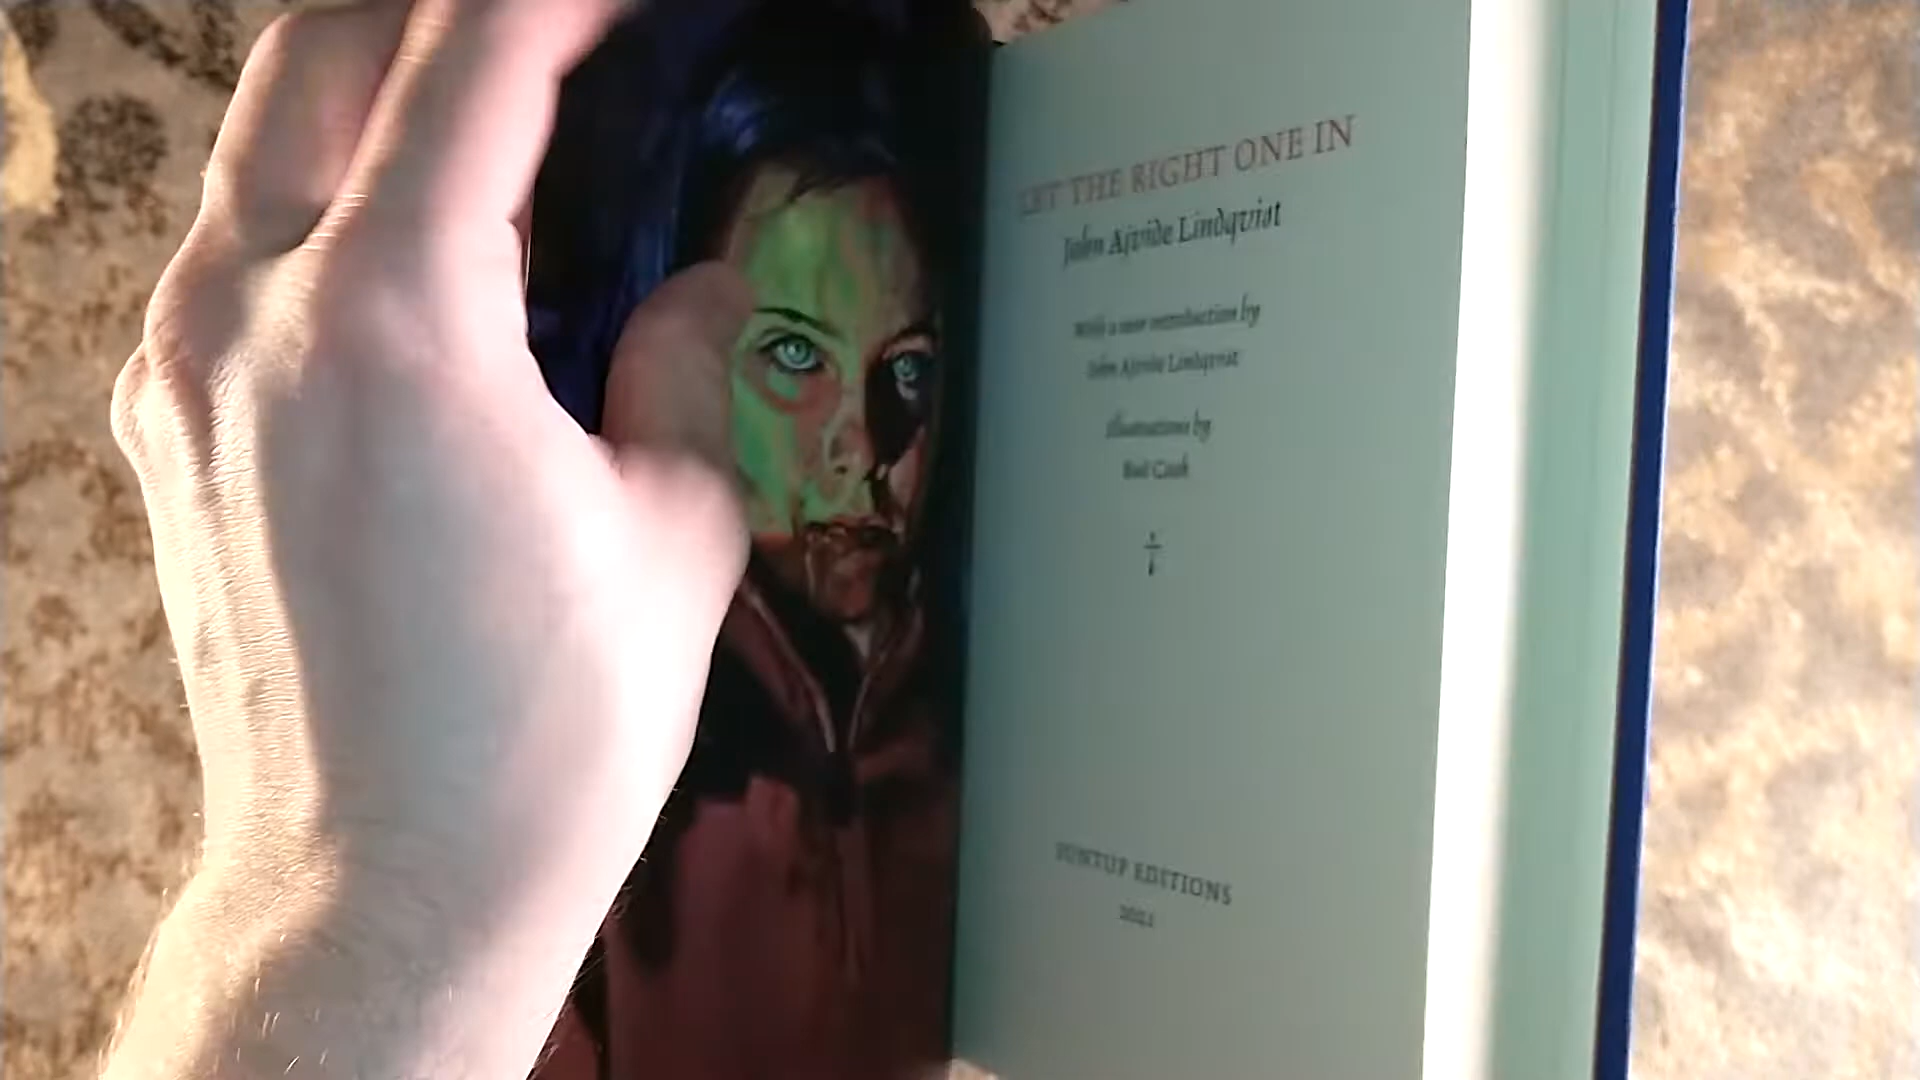 LET THE RIGHT ONE IN
John Ajvide Lindqvist
With a new introduction by
John Ajvide Lindqvist
Illustrations by
SUNTUP EDITIONS
2021